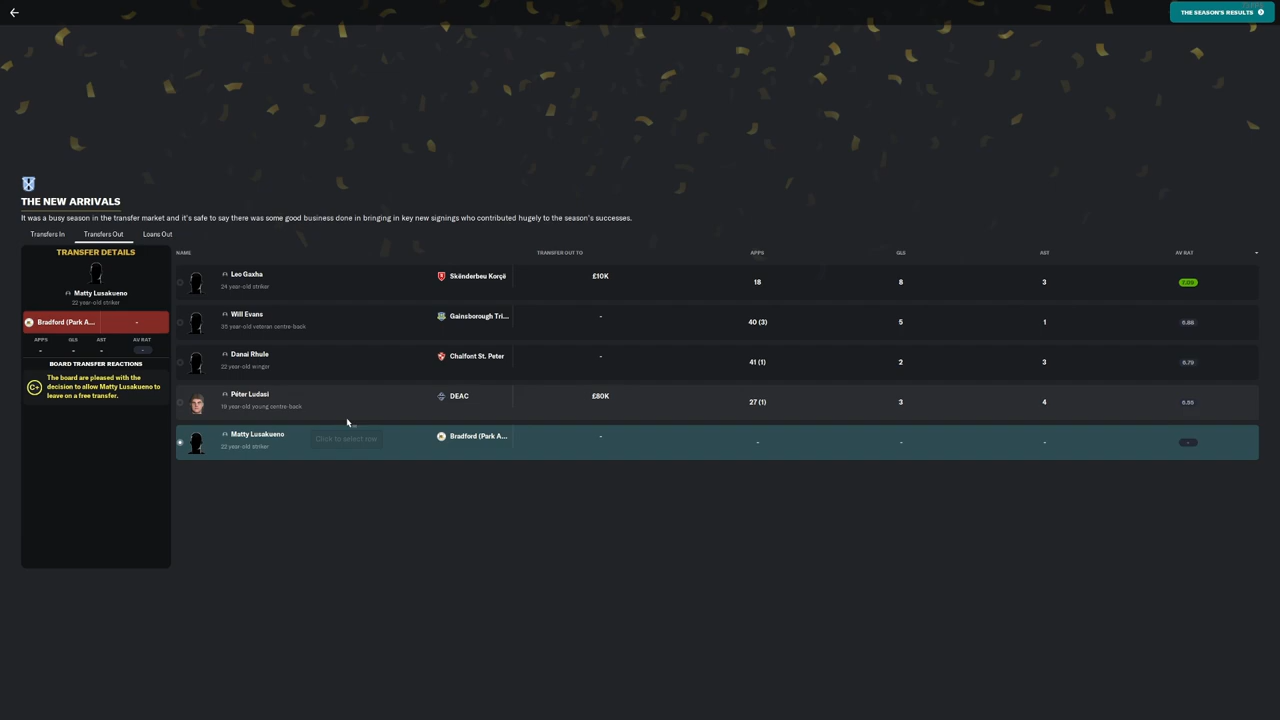 THE SEASON'S RESULTS
THE NEW ARRIVALS
It was a busy season in the transfer market and it's safe to say there was some good business done in bringing in key new signings who contributed hugely to the season's successes.
Transfers In Transfers Out Loans Out
TRANSFER DETAILS
Matty Lusakueno
22 year-old striker
Bradford (Park A... -
APPS GLS AST AV RAT
- - - -
BOARD TRANSFER REACTIONS
C+
The board are pleased with the
decision to allow Matty Lusakueno to
leave on a free transfer.
NAME TRANSFER OUT TO APPS GLS AST AV RAT
Leo Gaxha Skënderbeu Korçë £10K 18 8 3 7.09
24 year-old striker
Will Evans Gainsborough Tri... - 40 (3) 5 1 6.88
35 year-old veteran centre-back
Danai Rhule Chalfont St. Peter - 41 (1) 2 3 6.79
22 year-old winger
Péter Ludasi DEAC £80K 27 (1) 3 4
19 year-old young centre-back
Matty Lusakueno Bradford (Park A... - - - - -
22 year-old striker
Click to select row